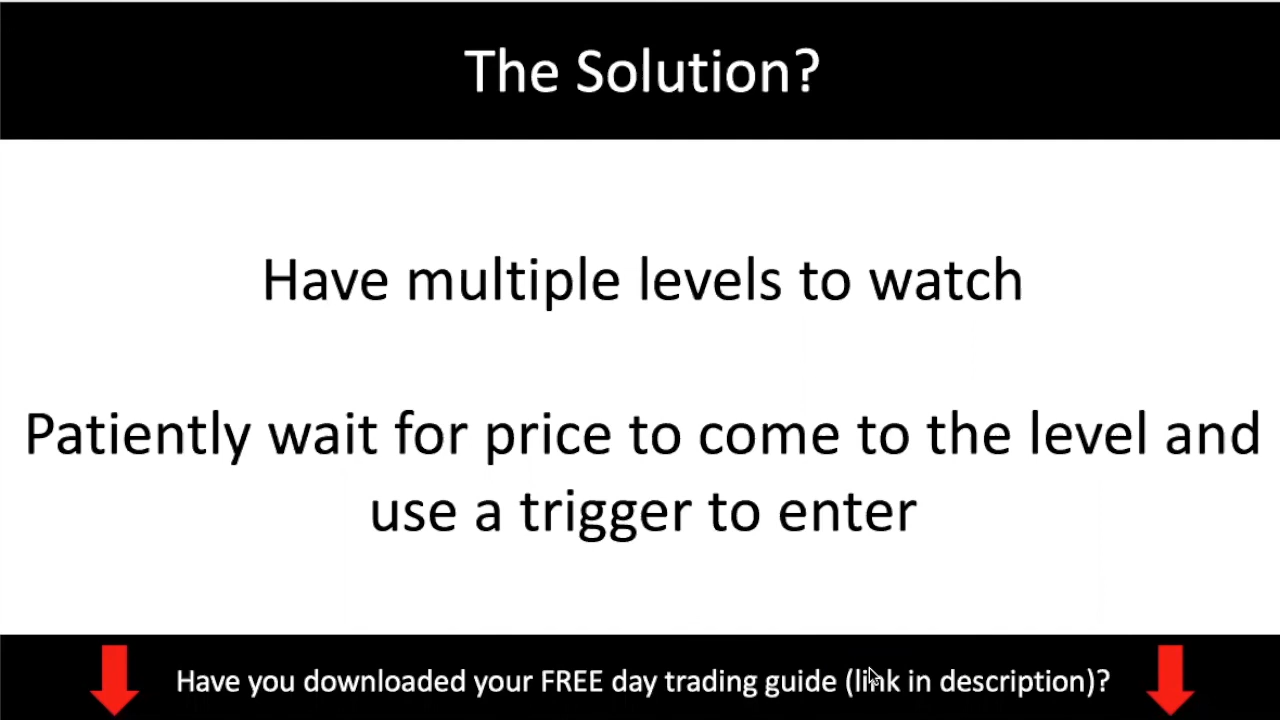 The Solution?
Have multiple levels to watch
Patiently wait for price to come to the level and
use a trigger to enter
Have you downloaded your FREE day trading guide (link in description)?